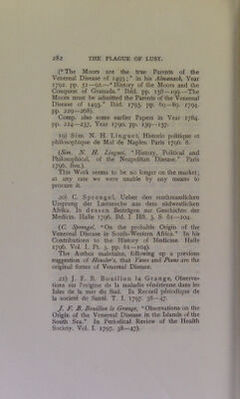 282 THE PLAGUE OF LUST.
("The Moors are the true Parents of the
Venereal Disease of 1493;" in his Almanach, Year
1792. pp. 51—92.—"History of the Moors and the
Conquest of Granada." Ibid. pp. 158—199.—The
Moors must be admitted the Parents of the Venereal
Disease of 1493." Ibid. 1793. pp. 69—89. 1794.
pp. 229—268).
Comp. also some earlier Papers in Year 1784.
pp. 224—237, Year 1790. pp. 139—137.
19) Sim. N. H. Linguet, Historie politique et
philosophique de Mal de Naples. Paris 1796. 8.
(Sim. N. H. Linguet, "History, Political and
Philosophical, of the Neapolitan Disease." Paris
1796. 8vo.).
This Work seems to be no longer on the market;
at any rate we were unable by any means to
procure it.
20) C. Sprengel, Ueber den muthmasslichen
Ursprung der Lustseuche aus dem südwestlichen
Afrika. In dessen Beiträgen zur Geschichte der
Medizin. Halle 1796. Bd. I. Hft. 3. S. 61—104.
(C. Sprengel, "On the probable Origin of the
Venereal Disease in South-Western Africa." In his
Contributions to the History of Medicine. Halle
1796. Vol. I. Pt. 3. pp. 61—104).
The Author maintains, following up a previous
suggestion of Hensler's, that Yaws and Pians are the
original forms of Venereal Disease.
21) J. F. B. Bouillon la Grange, Observa-
tions sur l'origine de la maladie vénérienne dans les
Isles de la mer du Sud. In Recueil périodique de
la société de Santé. T. I. 1797. 38—47.
J. F. B. Bouillon la Grange, "Observations on the
Origin of the Venereal Disease in the Islands of the
South Sea." In Periodical Review of the Health
Society. Vol. I. 1797. 38—47).